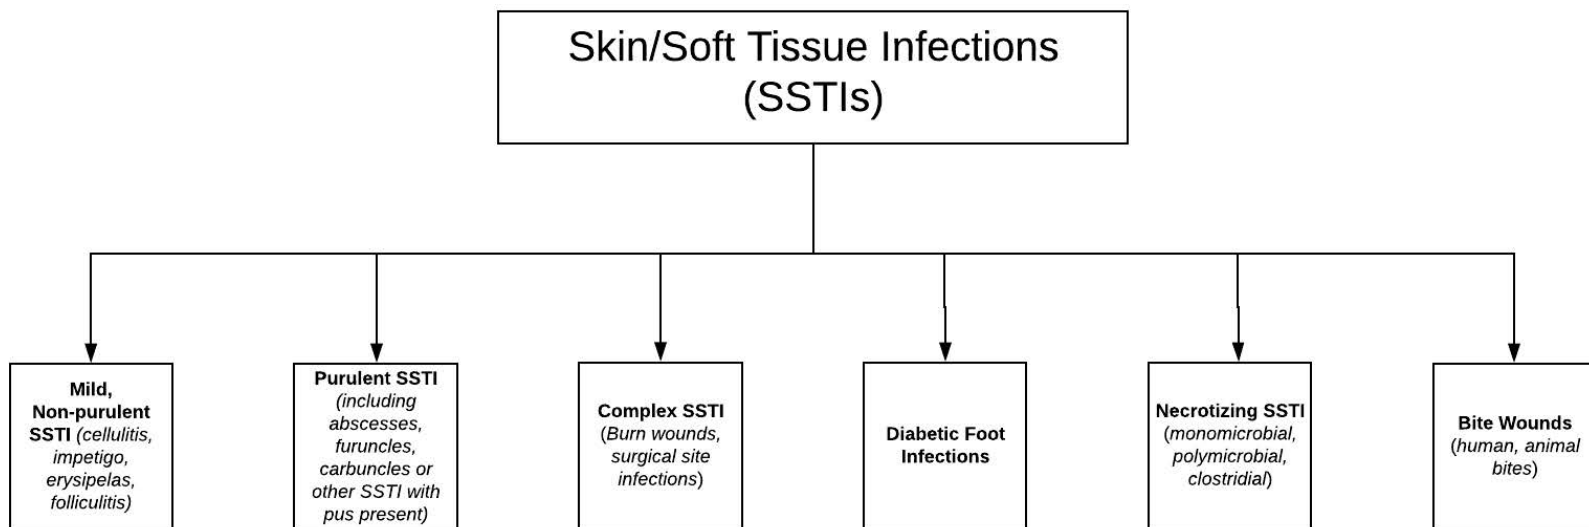 Skin/Soft Tissue Infections
(SSTIs)
Mild,
Non-purulent
SSTI (cellulitis,
impetigo,
erysipelas,
folliculitis)
Purulent SSTI
(including
abscesses,
furuncles,
carbuncles or
other SSTI with
pus present)
Complex SSTI
(Burn wounds,
surgical site
infections)
Diabetic Foot
Infections
Necrotizing SSTI
(monomicrobial,
polymicrobial,
clostridial)
Bite Wounds
(human, animal
bites)